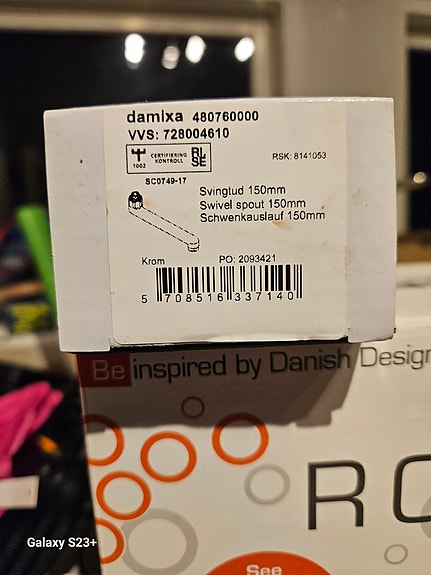 damixa 480760000
VVS: 728004610
1002
CERTIFIERING
KONTROLL
RI.
SE
RSK: 8141053
SC0749-17
Svingtud 150mm
Swivel spout 150mm
Schwenkauslauf 150mm
Krom
PO: 2093421
5 708516 337140
Be inspired by Danish Design
RO
See
Galaxy S23+